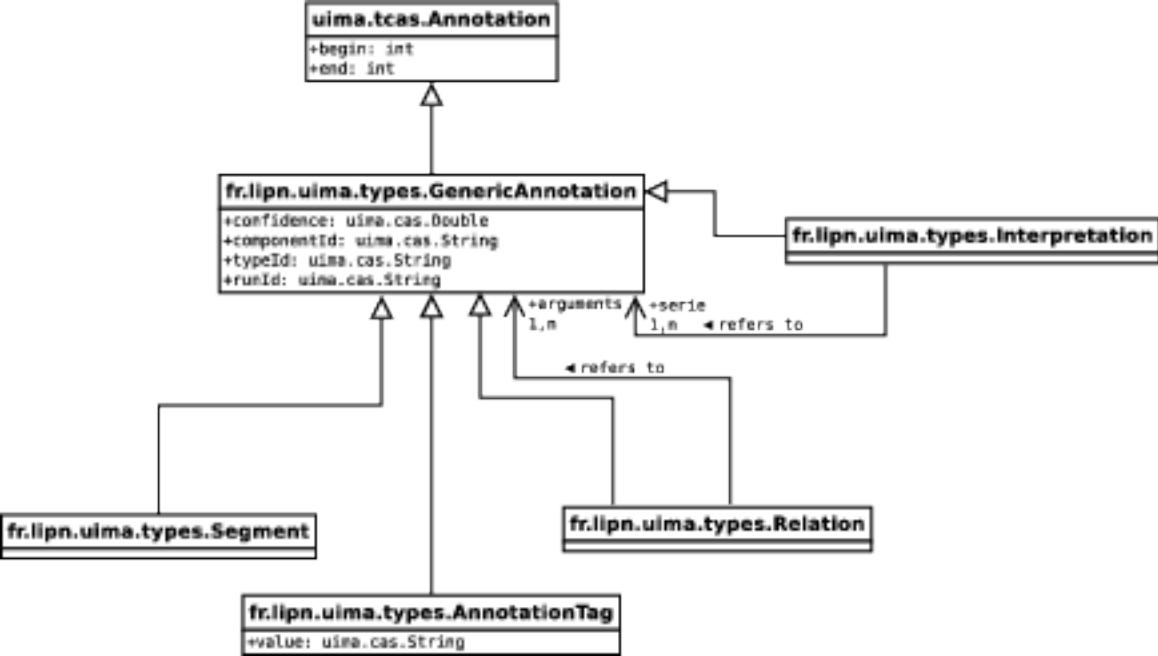 uima.tcas.Annotation
+begin: int
+end: int
fr.lipn.uima.types.GenericAnnotation
+confidence: uima.cas.Double
+componentId: uima.cas.String
+typeId: uima.cas.String
+runId: uima.cas.String
fr.lipn.uima.types.Interpretation
+arguments
1,n
+serie
1,n
◄ refers to
◄ refers to
fr.lipn.uima.types.Segment
fr.lipn.uima.types.Relation
fr.lipn.uima.types.AnnotationTag
+value: uima.cas.String